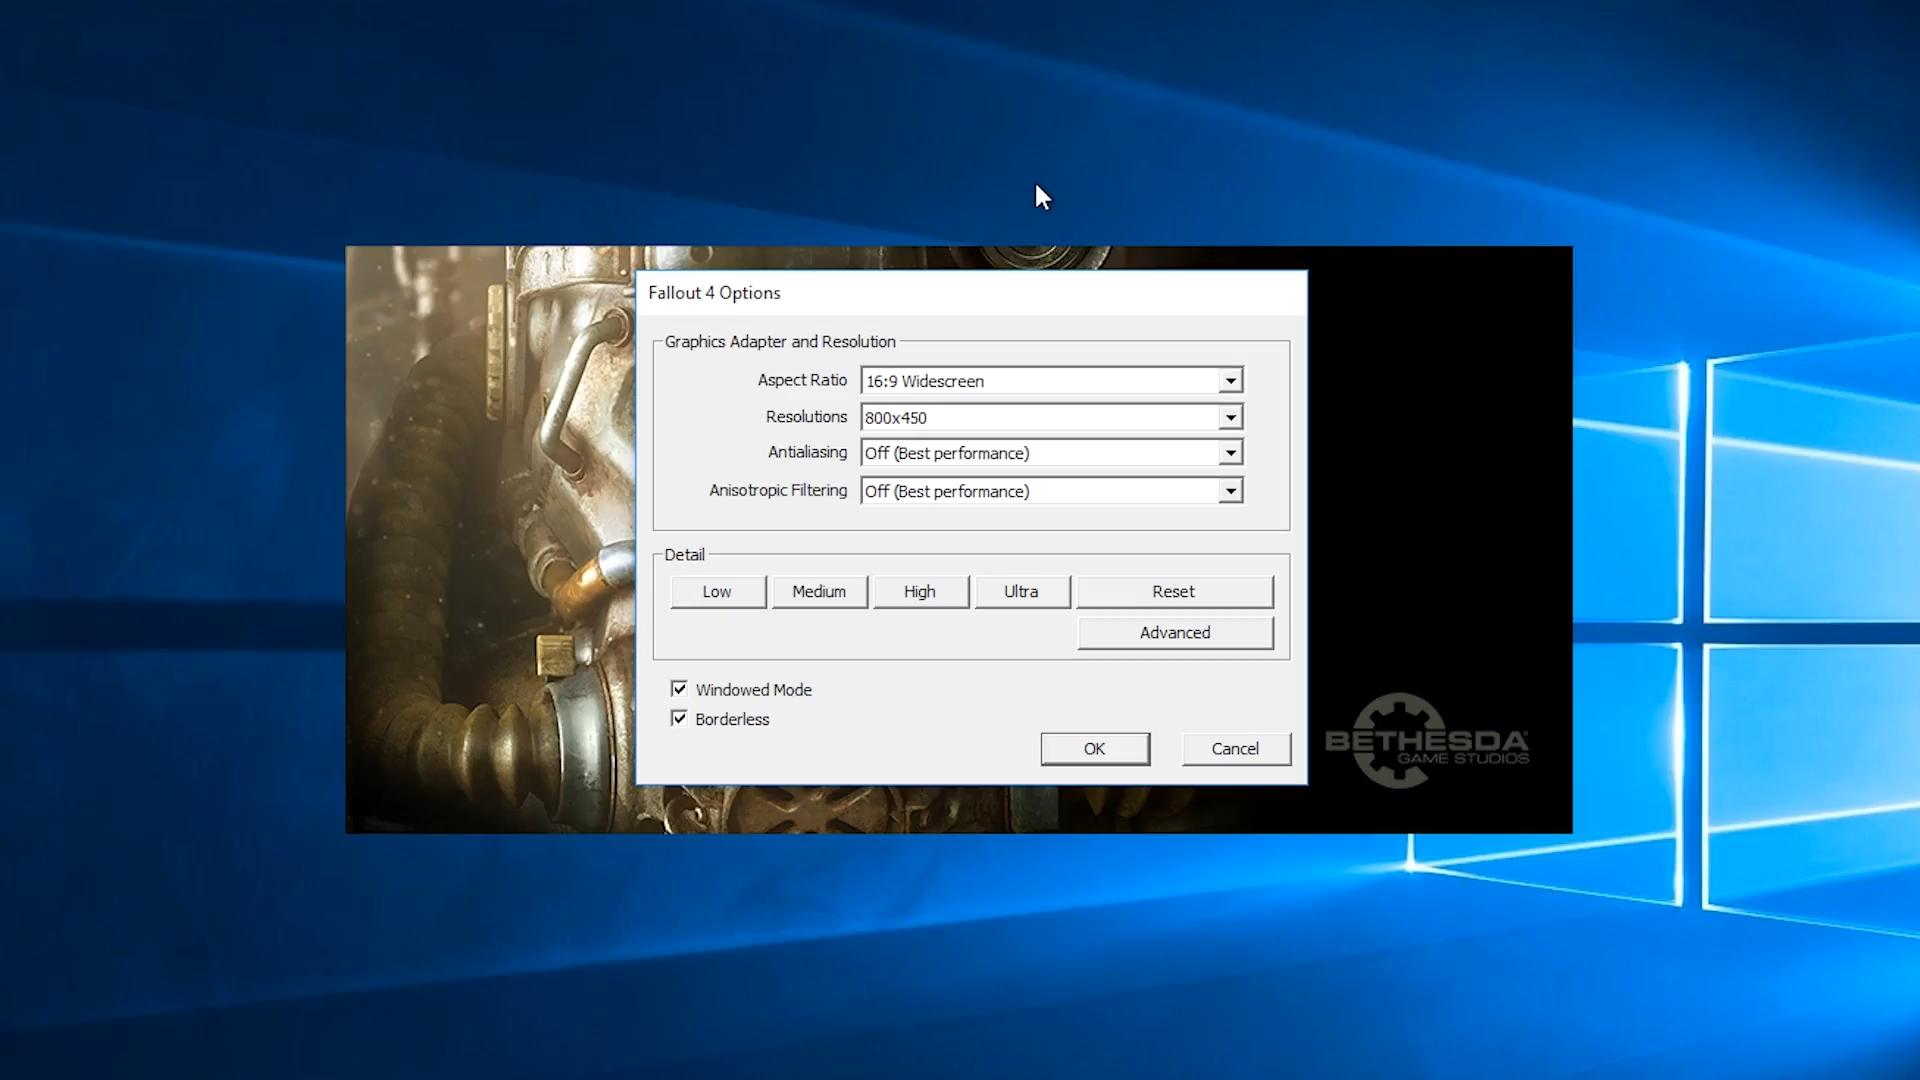 Fallout 4 Options
Graphics Adapter and Resolution
Aspect Ratio 16:9 Widescreen
Resolutions 800x450
Antialiasing Off (Best performance)
Anisotropic Filtering Off (Best performance)
Detail
Low Medium High Ultra Reset
Advanced
Windowed Mode
Borderless
OK Cancel
BETHESDA
GAME STUDIOS